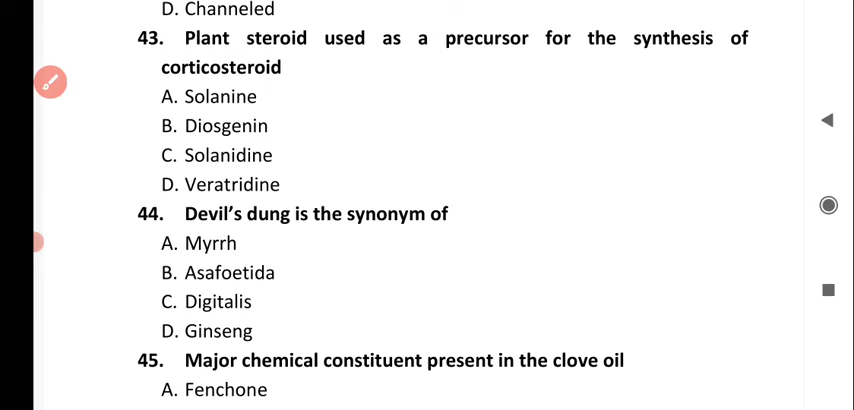 D. Channeled
43. Plant steroid used as a precursor for the synthesis of
corticosteroid
A. Solanine
B. Diosgenin
C. Solanidine
D. Veratridine
44. Devil’s dung is the synonym of
A. Myrrh
B. Asafoetida
C. Digitalis
D. Ginseng
45. Major chemical constituent present in the clove oil
A. Fenchone